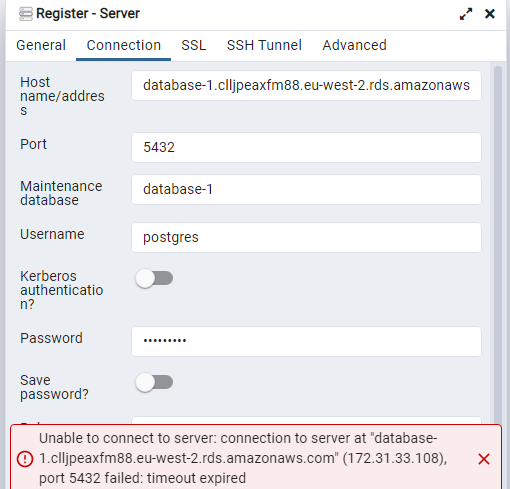 Register - Server
General Connection SSL SSH Tunnel Advanced
Host
name/addres
s
database-1.clljpeaxfm88.eu-west-2.rds.amazonaws
Port
5432
Maintenance
database
database-1
Username
postgres
Kerberos
authenticatio
n?
Password
•••••••••
Save
password?
Unable to connect to server: connection to server at "database-
1.clljpeaxfm88.eu-west-2.rds.amazonaws.com" (172.31.33.108),
port 5432 failed: timeout expired